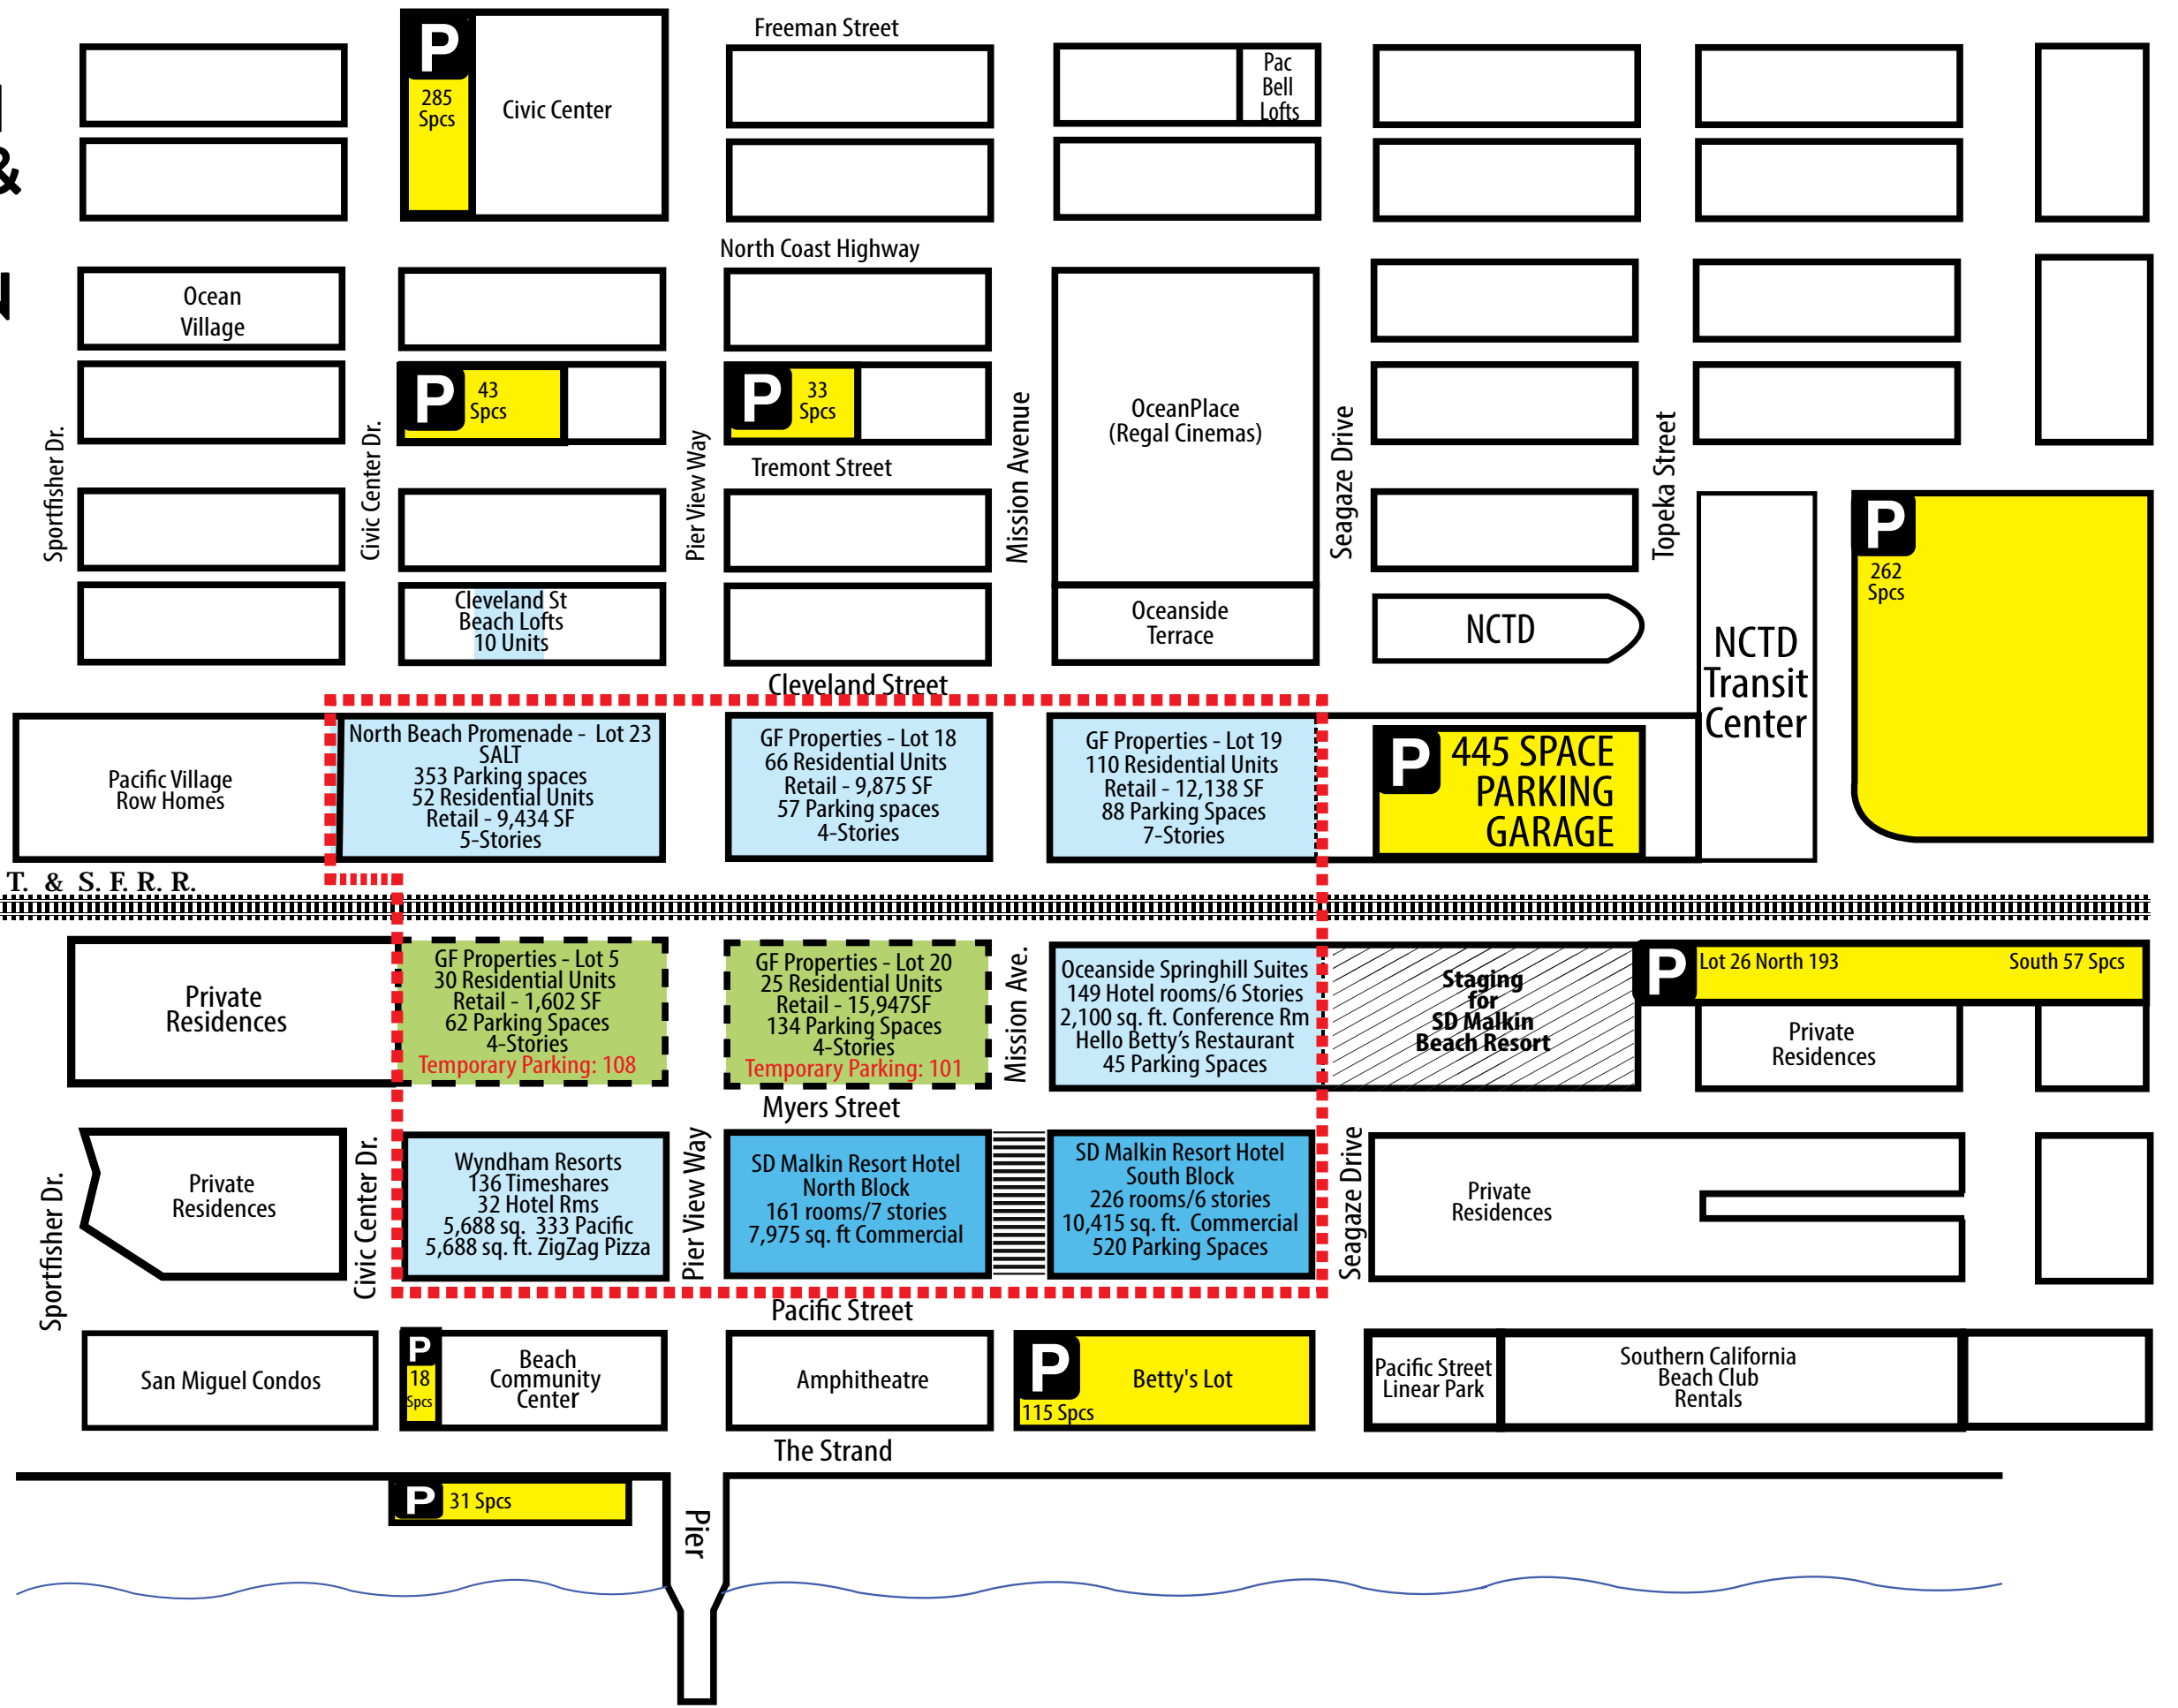 Freeman Street
P
285
Spcs
Civic Center
Pac
Bell
Lofts
&
North Coast Highway
Ocean
Village
P
43
Spcs
P
33
Spcs
OceanPlace
(Regal Cinemas)
Sportfisher Dr.
Civic Center Dr.
Pier View Way
Tremont Street
Mission Avenue
Seagaze Drive
Topeka Street
P
262
Spcs
Cleveland St
Beach Lofts
10 Units
Oceanside
Terrace
NCTD
NCTD
Transit
Center
Cleveland Street
Pacific Village
Row Homes
North Beach Promenade - Lot 23
SALT
353 Parking spaces
52 Residential Units
Retail - 9,434 SF
5-Stories
GF Properties - Lot 18
66 Residential Units
Retail - 9,875 SF
57 Parking spaces
4-Stories
GF Properties - Lot 19
110 Residential Units
Retail - 12,138 SF
88 Parking Spaces
7-Stories
P
445 SPACE
PARKING
GARAGE
T. & S. F. R. R.
Private
Residences
GF Properties - Lot 5
30 Residential Units
Retail - 1,602 SF
62 Parking Spaces
4-Stories
Temporary Parking: 108
GF Properties - Lot 20
25 Residential Units
Retail - 15,947SF
134 Parking Spaces
4-Stories
Temporary Parking: 101
Mission Ave.
Oceanside Springhill Suites
149 Hotel rooms/6 Stories
2,100 sq. ft. Conference Rm
Hello Betty's Restaurant
45 Parking Spaces
Staging
for
SD Malkin
Beach Resort
P
Lot 26 North 193
South 57 Spcs
Private
Residences
Myers Street
Sportfisher Dr.
Private
Residences
Civic Center Dr.
Wyndham Resorts
136 Timeshares
32 Hotel Rms
5,688 sq. 333 Pacific
5,688 sq. ft. ZigZag Pizza
Pier View Way
SD Malkin Resort Hotel
North Block
161 rooms/7 stories
7,975 sq. ft Commercial
SD Malkin Resort Hotel
South Block
226 rooms/6 stories
10,415 sq. ft. Commercial
520 Parking Spaces
Seagaze Drive
Private
Residences
Pacific Street
San Miguel Condos
P
18
Spcs
Beach
Community
Center
Amphitheatre
P
115 Spcs
Betty's Lot
Pacific Street
Linear Park
Southern California
Beach Club
Rentals
The Strand
P
31 Spcs
Pier